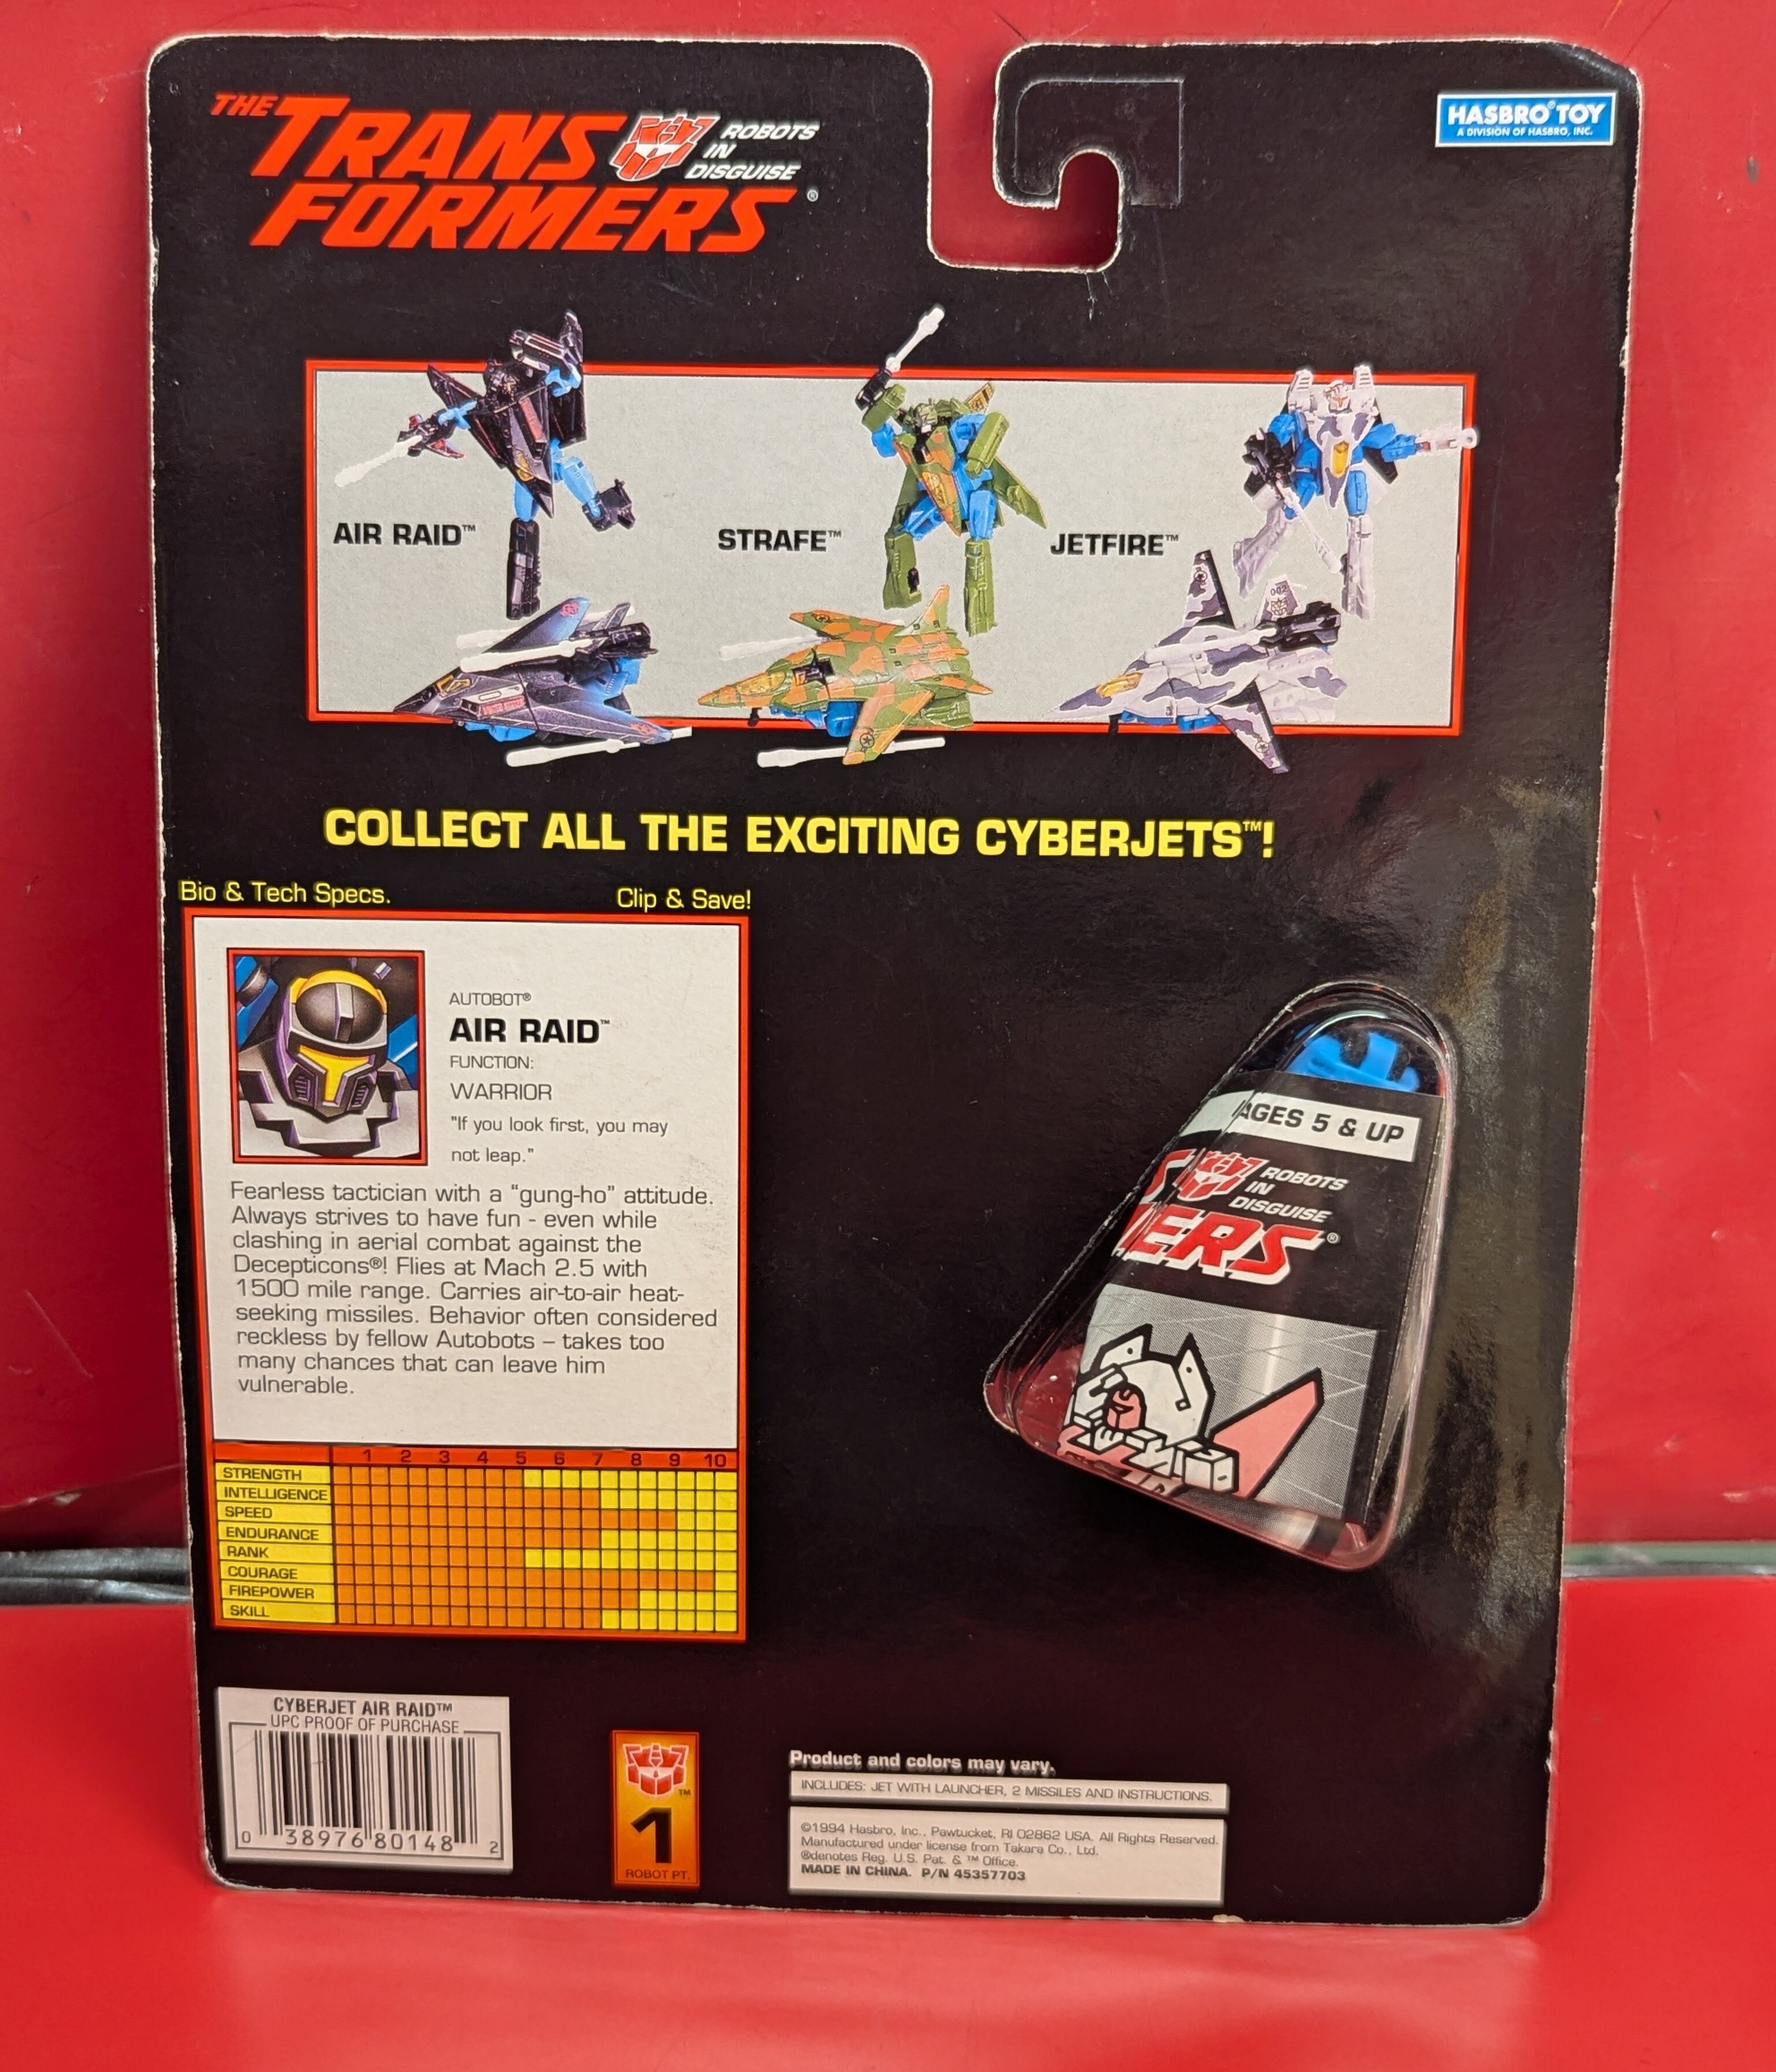 THE TRANSFORMERS
ROBOTS
IN
DISGUISE
®
HASBRO® TOY
A DIVISION OF HASBRO, INC.
AIR RAID™
STRAFE™
JETFIRE™
002
COLLECT ALL THE EXCITING CYBERJETS™!
Bio & Tech Specs.
Clip & Save!
AUTOBOT®
AIR RAID™
FUNCTION:
WARRIOR
"If you look first, you may
not leap."
Fearless tactician with a “gung-ho” attitude.
Always strives to have fun - even while
clashing in aerial combat against the
Decepticons®! Flies at Mach 2.5 with
1500 mile range. Carries air-to-air heat-
seeking missiles. Behavior often considered
reckless by fellow Autobots – takes too
many chances that can leave him
vulnerable.
1 2 3 4 5 6 7 8 9 10
STRENGTH
INTELLIGENCE
SPEED
ENDURANCE
RANK
COURAGE
FIREPOWER
SKILL
AGES 5 & UP
S
ROBOTS
IN
DISGUISE
MERS®
CYBERJET AIR RAID™
UPC PROOF OF PURCHASE
0 38976 80148 2
™
1
ROBOT PT.
Product and colors may vary.
INCLUDES: JET WITH LAUNCHER, 2 MISSILES AND INSTRUCTIONS.
©1994 Hasbro, Inc., Pawtucket, RI 02862 USA. All Rights Reserved.
Manufactured under license from Takara Co., Ltd.
®denotes Reg. U.S. Pat. & ™ Office.
MADE IN CHINA. P/N 45357703